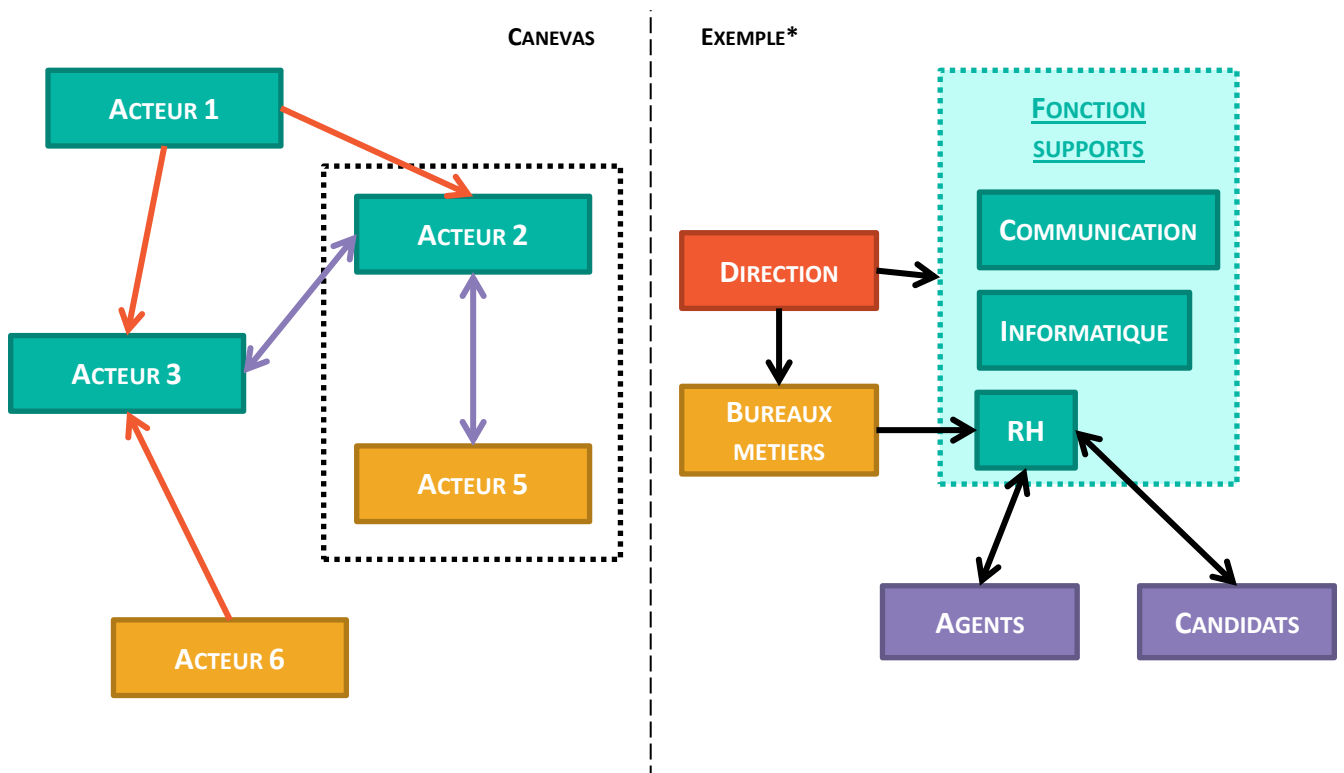 CANEVAS
ACTEUR 1
ACTEUR 2
ACTEUR 3
ACTEUR 5
ACTEUR 6
EXEMPLE*
FONCTION
SUPPORTS
COMMUNICATION
DIRECTION
INFORMATIQUE
BUREAUX
METIERS
RH
AGENTS
CANDIDATS